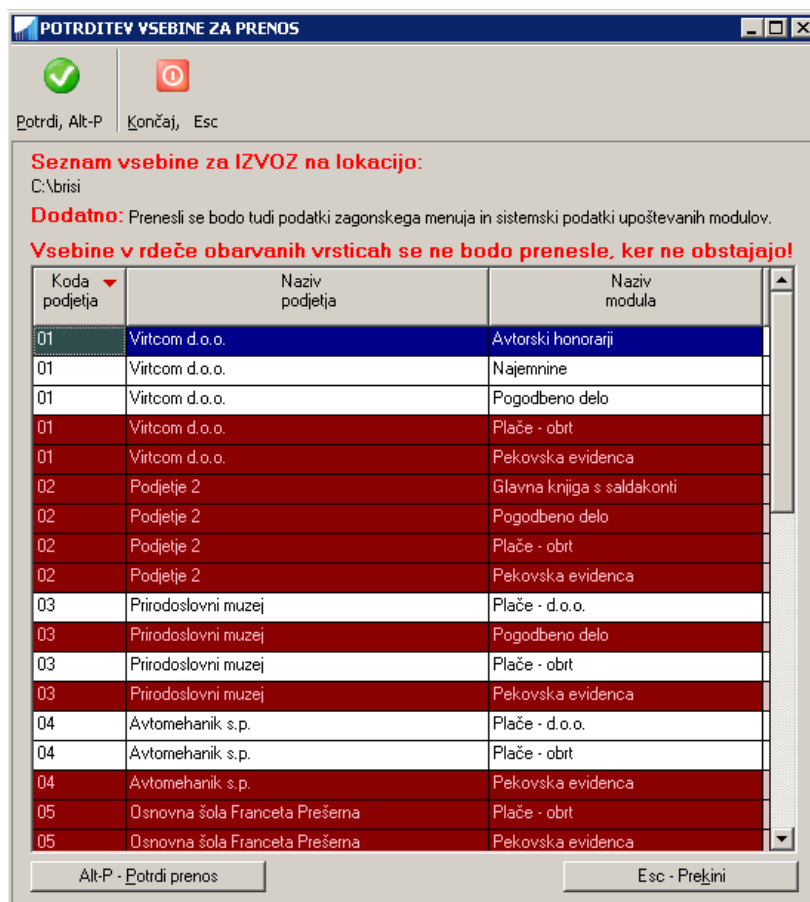 POTRDITEV VSEBINE ZA PRENOS
Potrdi, Alt-P Končaj, Esc
Seznam vsebine za IZVOZ na lokacijo:
C:\brisi
Dodatno: Prenesli se bodo tudi podatki zagonskega menuja in sistemski podatki upoštevanih modulov.
Vsebine v rdeče obarvanih vrsticah se ne bodo prenesle, ker ne obstajajo!
Koda podjetja Naziv podjetja Naziv modula
01 Virtcom d.o.o. Avtorski honorarji
01 Virtcom d.o.o. Najemnine
01 Virtcom d.o.o. Pogodbeno delo
01 Virtcom d.o.o. Plače - obrt
01 Virtcom d.o.o. Pekovska evidenca
02 Podjetje 2 Glavna knjiga s saldakonti
02 Podjetje 2 Pogodbeno delo
02 Podjetje 2 Plače - obrt
02 Podjetje 2 Pekovska evidenca
03 Prirodoslovni muzej Plače - d.o.o.
03 Prirodoslovni muzej Pogodbeno delo
03 Prirodoslovni muzej Plače - obrt
03 Prirodoslovni muzej Pekovska evidenca
04 Avtomehanik s.p. Plače - d.o.o.
04 Avtomehanik s.p. Plače - obrt
04 Avtomehanik s.p. Pekovska evidenca
05 Osnovna šola Franceta Prešerna Plače - obrt
05 Osnovna šola Franceta Prešerna Pekovska evidenca
Alt-P - Potrdi prenos Esc - Prekini